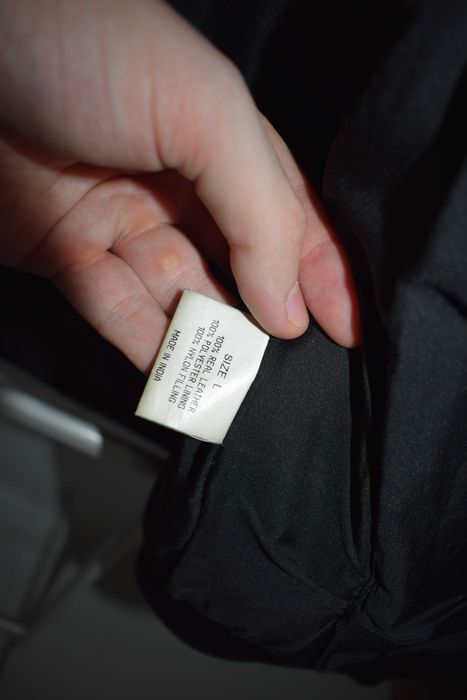 SIZE L
100% REAL LEATHER
100% POLYESTER LINING
100% NYLON FILLING
MADE IN INDIA